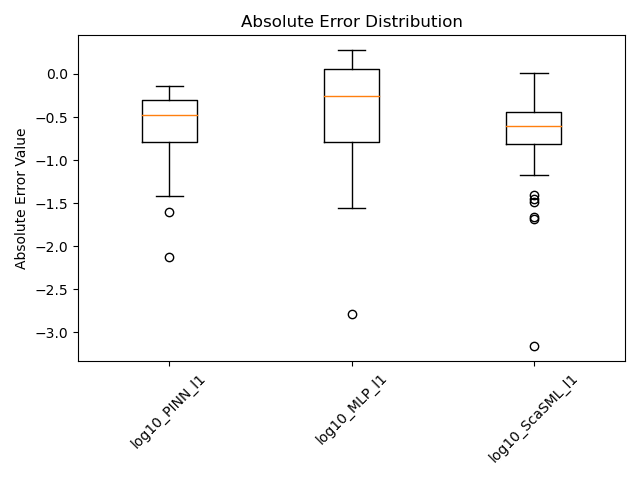 Absolute Error Distribution
Absolute Error Value
0.0
−0.5
−1.0
−1.5
−2.0
−2.5
−3.0
log10_PINN_l1
log10_MLP_l1
log10_ScaSML_l1